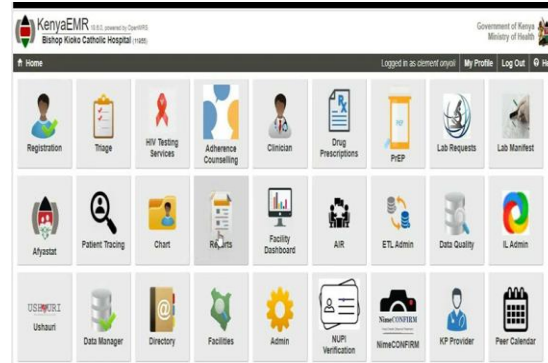 KenyaEMR powered by OpenMRS
Government of Kenya
Bishop Kioko Catholic Hospital
Ministry of Health
Home Logged in as clement onyoli My Profile Log Out
Registration Triage HIV Testing Services Adherence Counselling Clinician Drug Prescriptions PrEP Lab Requests Lab Manifest
Afyastat Patient Tracing Chart Reports Facility Dashboard AIR ETL Admin Data Quality IL Admin
Ushauri Data Manager Directory Facilities Admin NUPI Verification NimeCONFIRM NimeCONFIRM KP Provider Peer Calendar